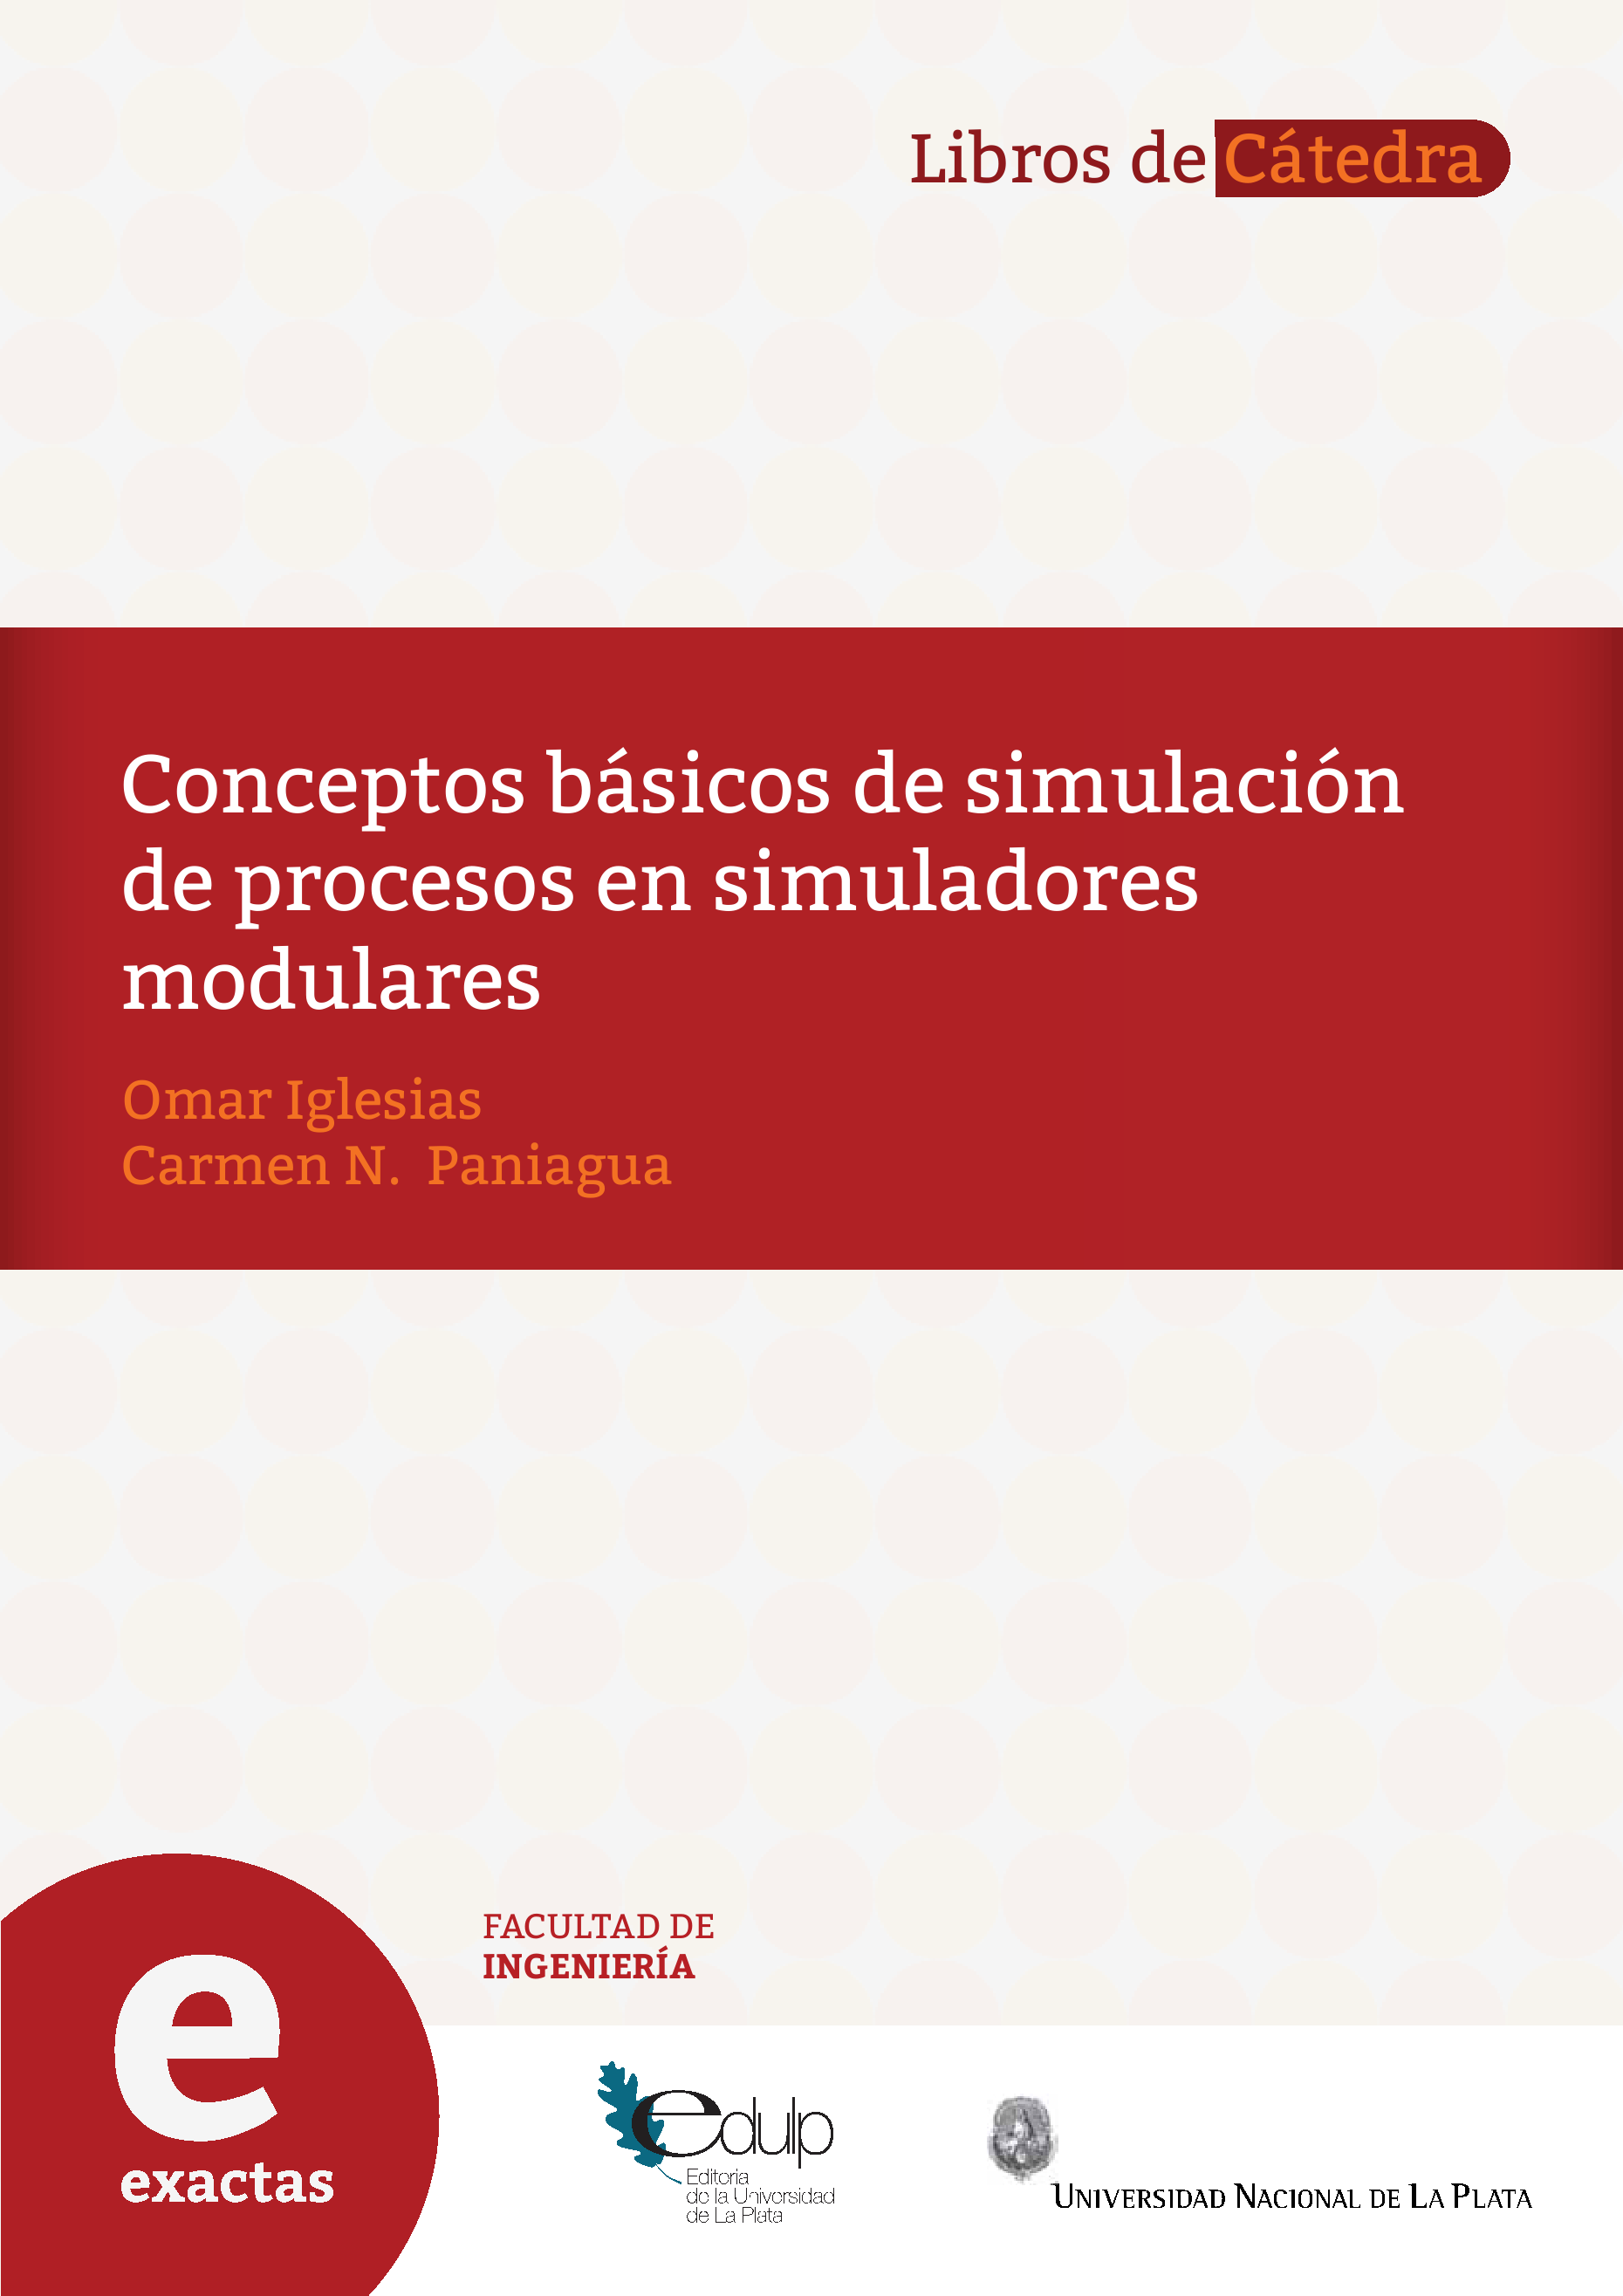 Libros de Cátedra
Conceptos básicos de simulación
de procesos en simuladores
modulares
Omar Iglesias
Carmen N. Paniagua
FACULTAD DE
INGENIERÍA
e
exactas
edulp
Editoria
de la Universidad
de La Plata
UNIVERSIDAD NACIONAL DE LA PLATA